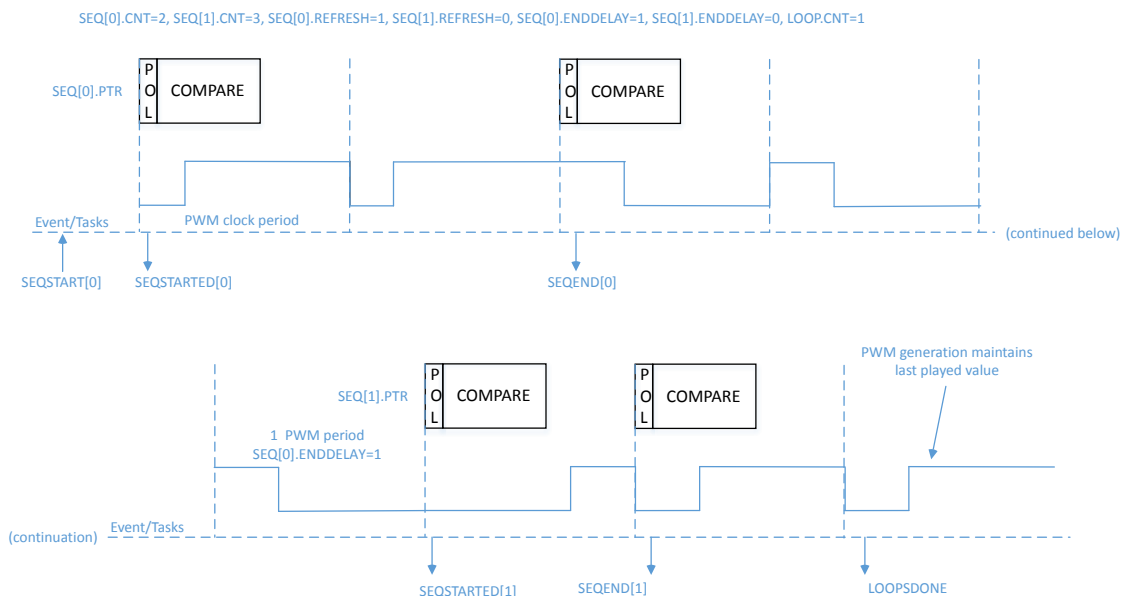 SEQ[0].CNT=2, SEQ[1].CNT=3, SEQ[0].REFRESH=1, SEQ[1].REFRESH=0, SEQ[0].ENDDELAY=1, SEQ[1].ENDDELAY=0, LOOP.CNT=1
SEQ[0].PTR
P
O
L
COMPARE
P
O
L
COMPARE
Event/Tasks
PWM clock period
(continued below)
SEQSTART[0]
SEQSTARTED[0]
SEQEND[0]
SEQ[1].PTR
P
O
L
COMPARE
P
O
L
COMPARE
PWM generation maintains
last played value
1 PWM period
SEQ[0].ENDDELAY=1
(continuation)
Event/Tasks
SEQSTARTED[1]
SEQEND[1]
LOOPSDONE